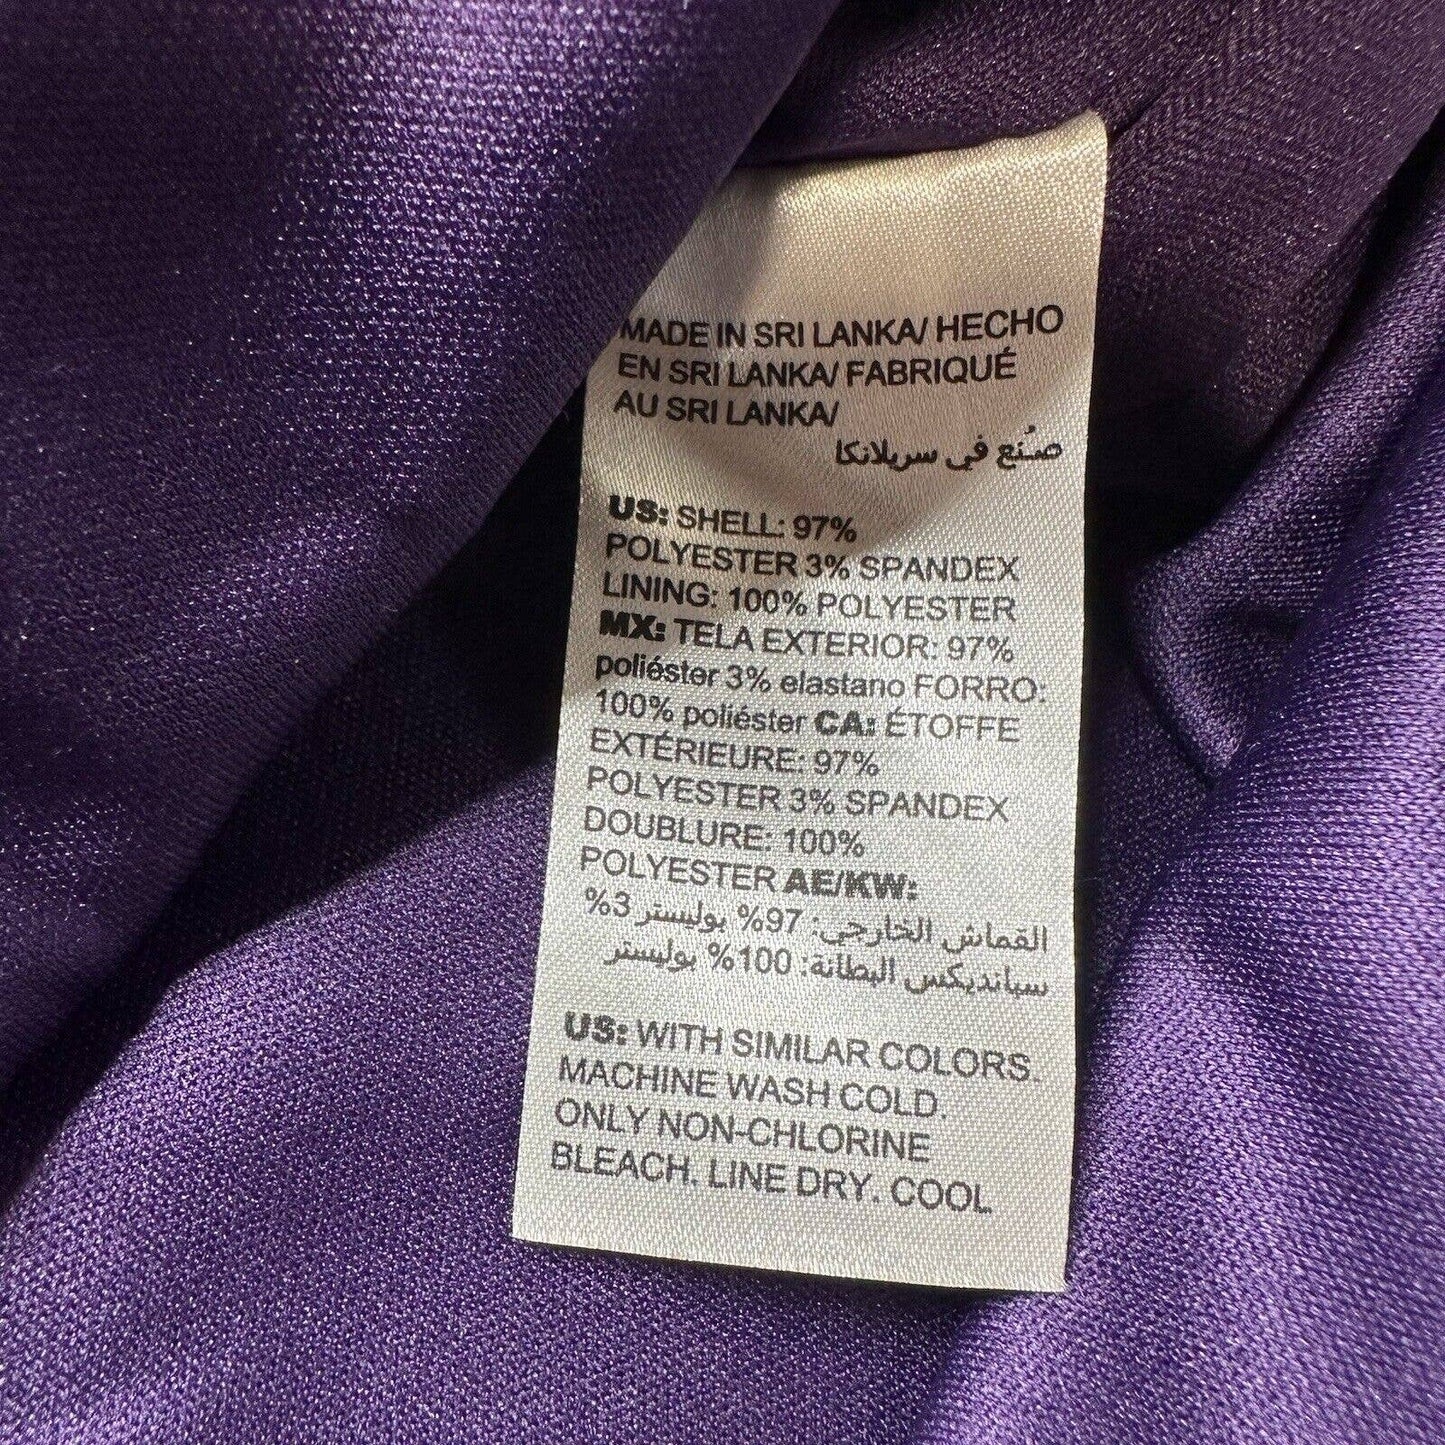 MADE IN SRI LANKA/ HECHO
EN SRI LANKA/ FABRIQUÉ
AU SRI LANKA/
صُنع في سريلانكا
US: SHELL: 97%
POLYESTER 3% SPANDEX
LINING: 100% POLYESTER
MX: TELA EXTERIOR: 97%
poliéster 3% elastano FORRO:
100% poliéster CA: ÉTOFFE
EXTÉRIEURE: 97%
POLYESTER 3% SPANDEX
DOUBLURE: 100%
POLYESTER AE/KW:
القماش الخارجي: 97% بوليستر 3%
سباندیکس البطانة: 100% بوليستر
US: WITH SIMILAR COLORS.
MACHINE WASH COLD.
ONLY NON-CHLORINE
BLEACH. LINE DRY. COOL